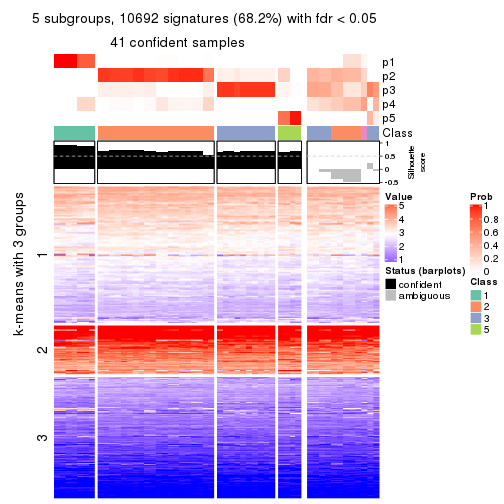 5 subgroups, 10692 signatures (68.2%) with fdr < 0.05
41 confident samples
p1
p2
p3
p4
p5
Class
1
0.5
0
-0.5
Silhouette
score
k-means with 3 groups
1
2
3
Value
5
4
3
2
1
Status (barplots)
confident
ambiguous
Prob
1
0.8
0.6
0.4
0.2
0
Class
1
2
3
5